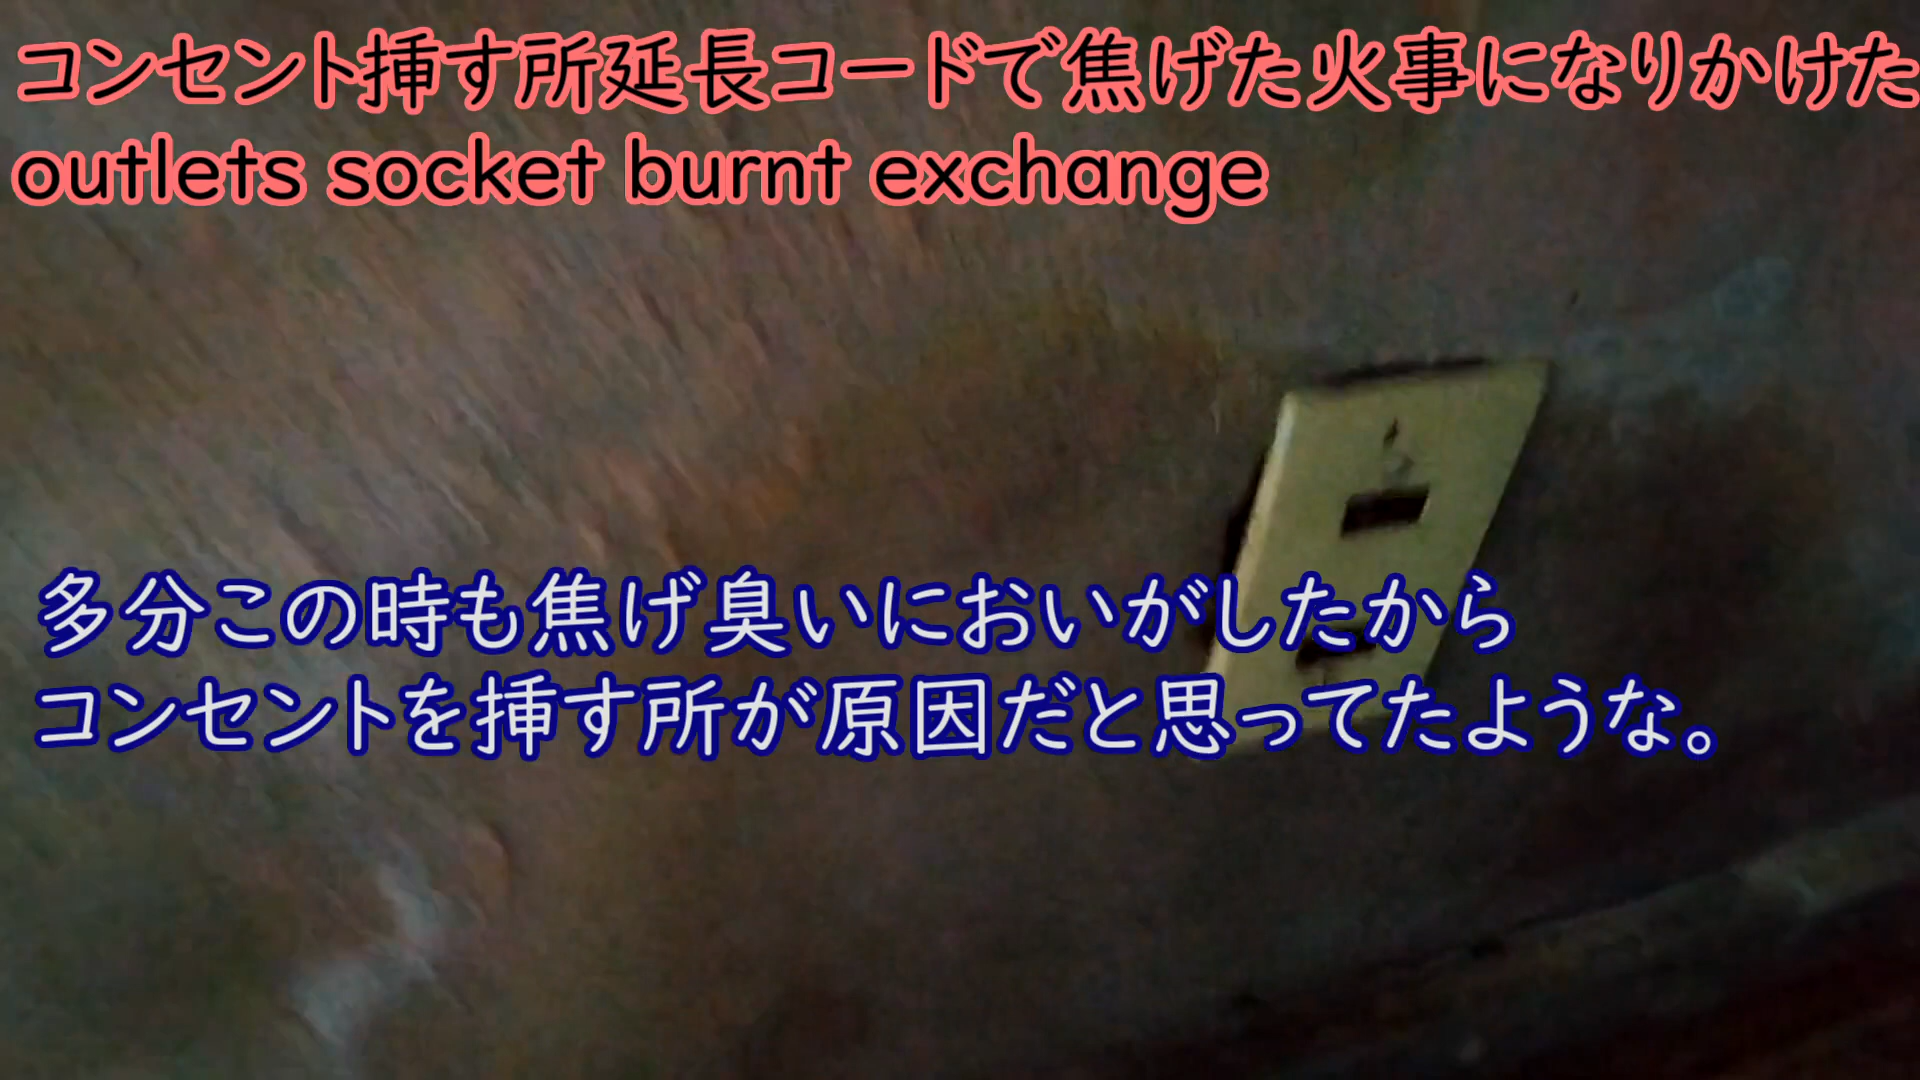 コンセント挿す所延長コードで焦げた火事になりかけた
outlets socket burnt exchange
多分この時も焦げ臭いにおいがしたから
コンセントを挿す所が原因だと思ってたような。